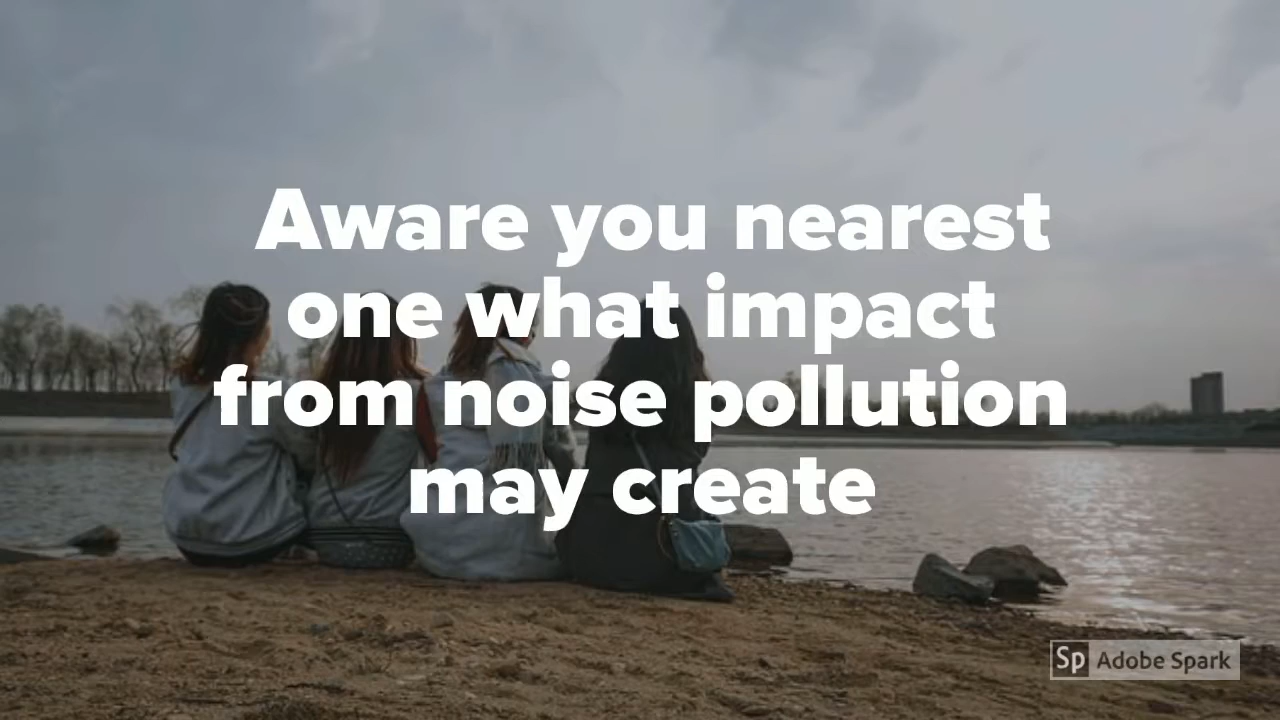 Aware you nearest
one what impact
from noise pollution
may create
Sp Adobe Spark